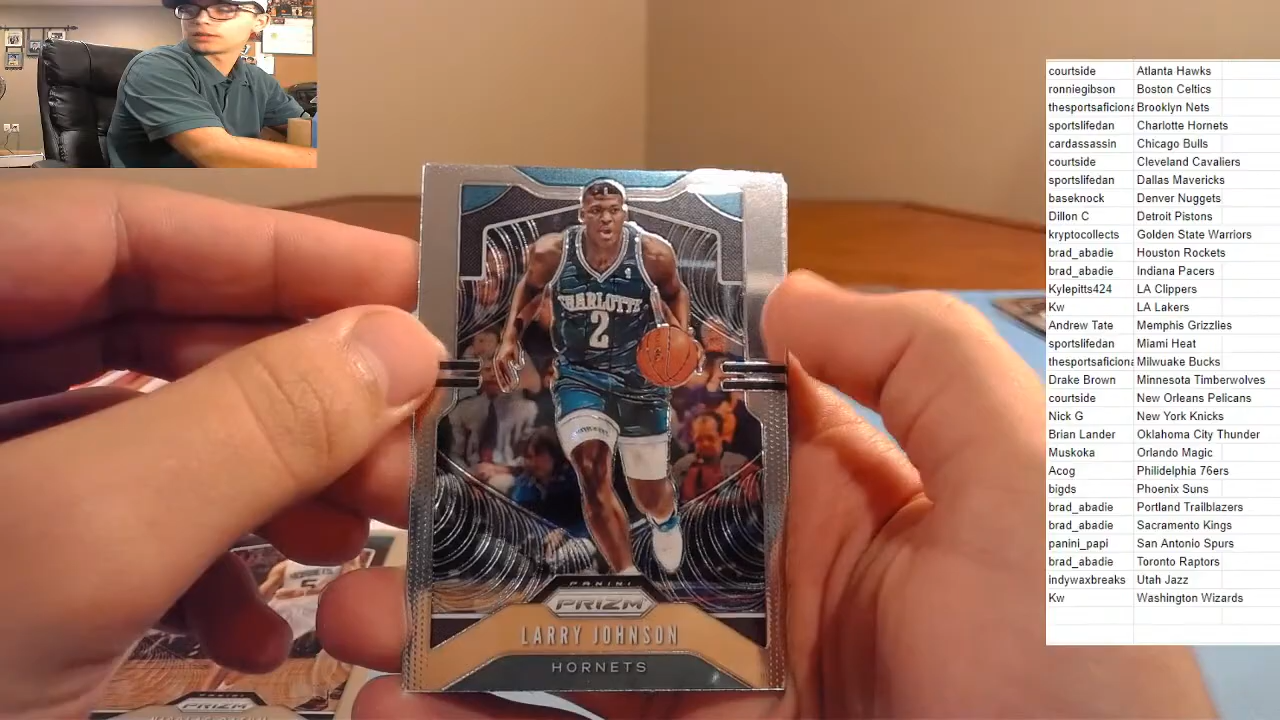 CHARLOTTE
2
PANINI
PRIZM
LARRY JOHNSON
HORNETS
PANINI
PRIZM
courtside Atlanta Hawks
ronniegibson Boston Celtics
thesportsaficiona Brooklyn Nets
sportslifedan Charlotte Hornets
cardassassin Chicago Bulls
courtside Cleveland Cavaliers
sportslifedan Dallas Mavericks
baseknock Denver Nuggets
Dillon C Detroit Pistons
kryptocollects Golden State Warriors
brad_abadie Houston Rockets
brad_abadie Indiana Pacers
Kylepitts424 LA Clippers
Kw LA Lakers
Andrew Tate Memphis Grizzlies
sportslifedan Miami Heat
thesportsaficiona Milwuake Bucks
Drake Brown Minnesota Timberwolves
courtside New Orleans Pelicans
Nick G New York Knicks
Brian Lander Oklahoma City Thunder
Muskoka Orlando Magic
Acog Philidelphia 76ers
bigds Phoenix Suns
brad_abadie Portland Trailblazers
brad_abadie Sacramento Kings
panini_papi San Antonio Spurs
brad_abadie Toronto Raptors
indywaxbreaks Utah Jazz
Kw Washington Wizards